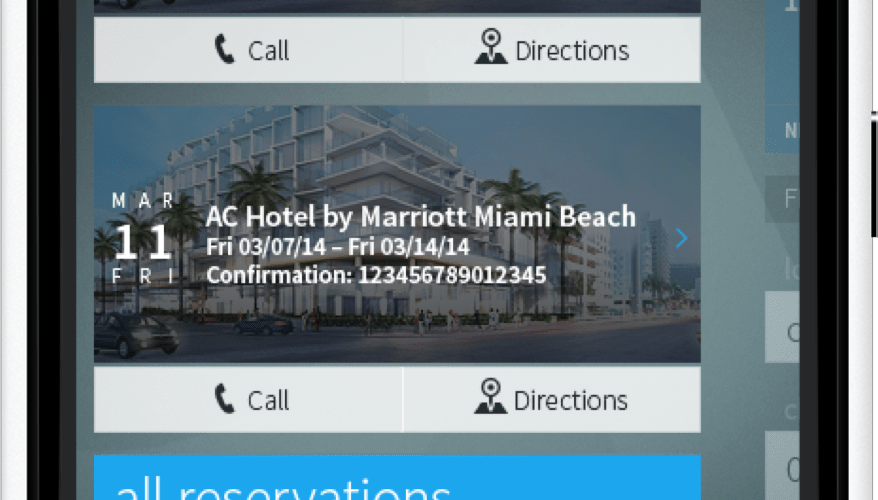 Call
Directions
MAR
11
FRI
AC Hotel by Marriott Miami Beach
Fri 03/07/14 – Fri 03/14/14
Confirmation: 123456789012345
Call
Directions
all reservations